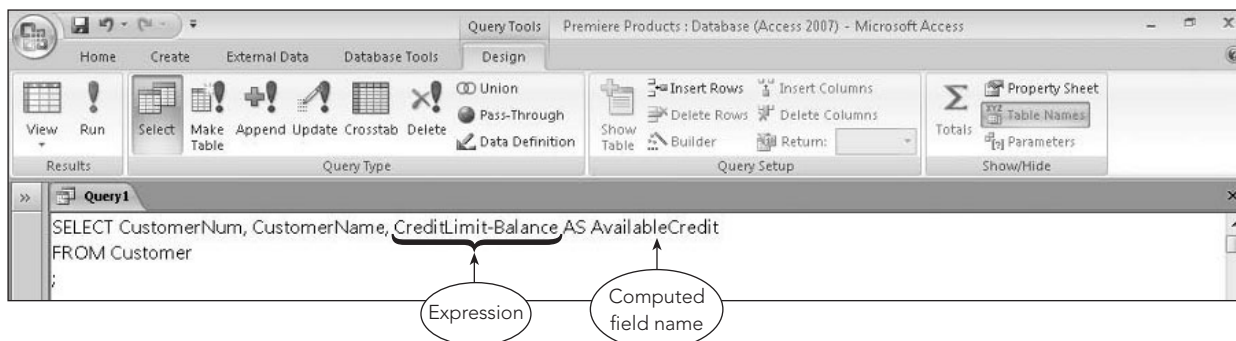 Query Tools Premiere Products : Database (Access 2007) - Microsoft Access
Home Create External Data Database Tools Design
View Run Select Make Table Append Update Crosstab Delete
Union
Pass-Through
Data Definition
Show Table
Insert Rows Insert Columns
Delete Rows Delete Columns
Builder Return:
Totals
Property Sheet
XYZ Table Names
[?] Parameters
Results Query Type Query Setup Show/Hide
» Query1
SELECT CustomerNum, CustomerName, CreditLimit-Balance AS AvailableCredit
FROM Customer
;
Expression
Computed
field name